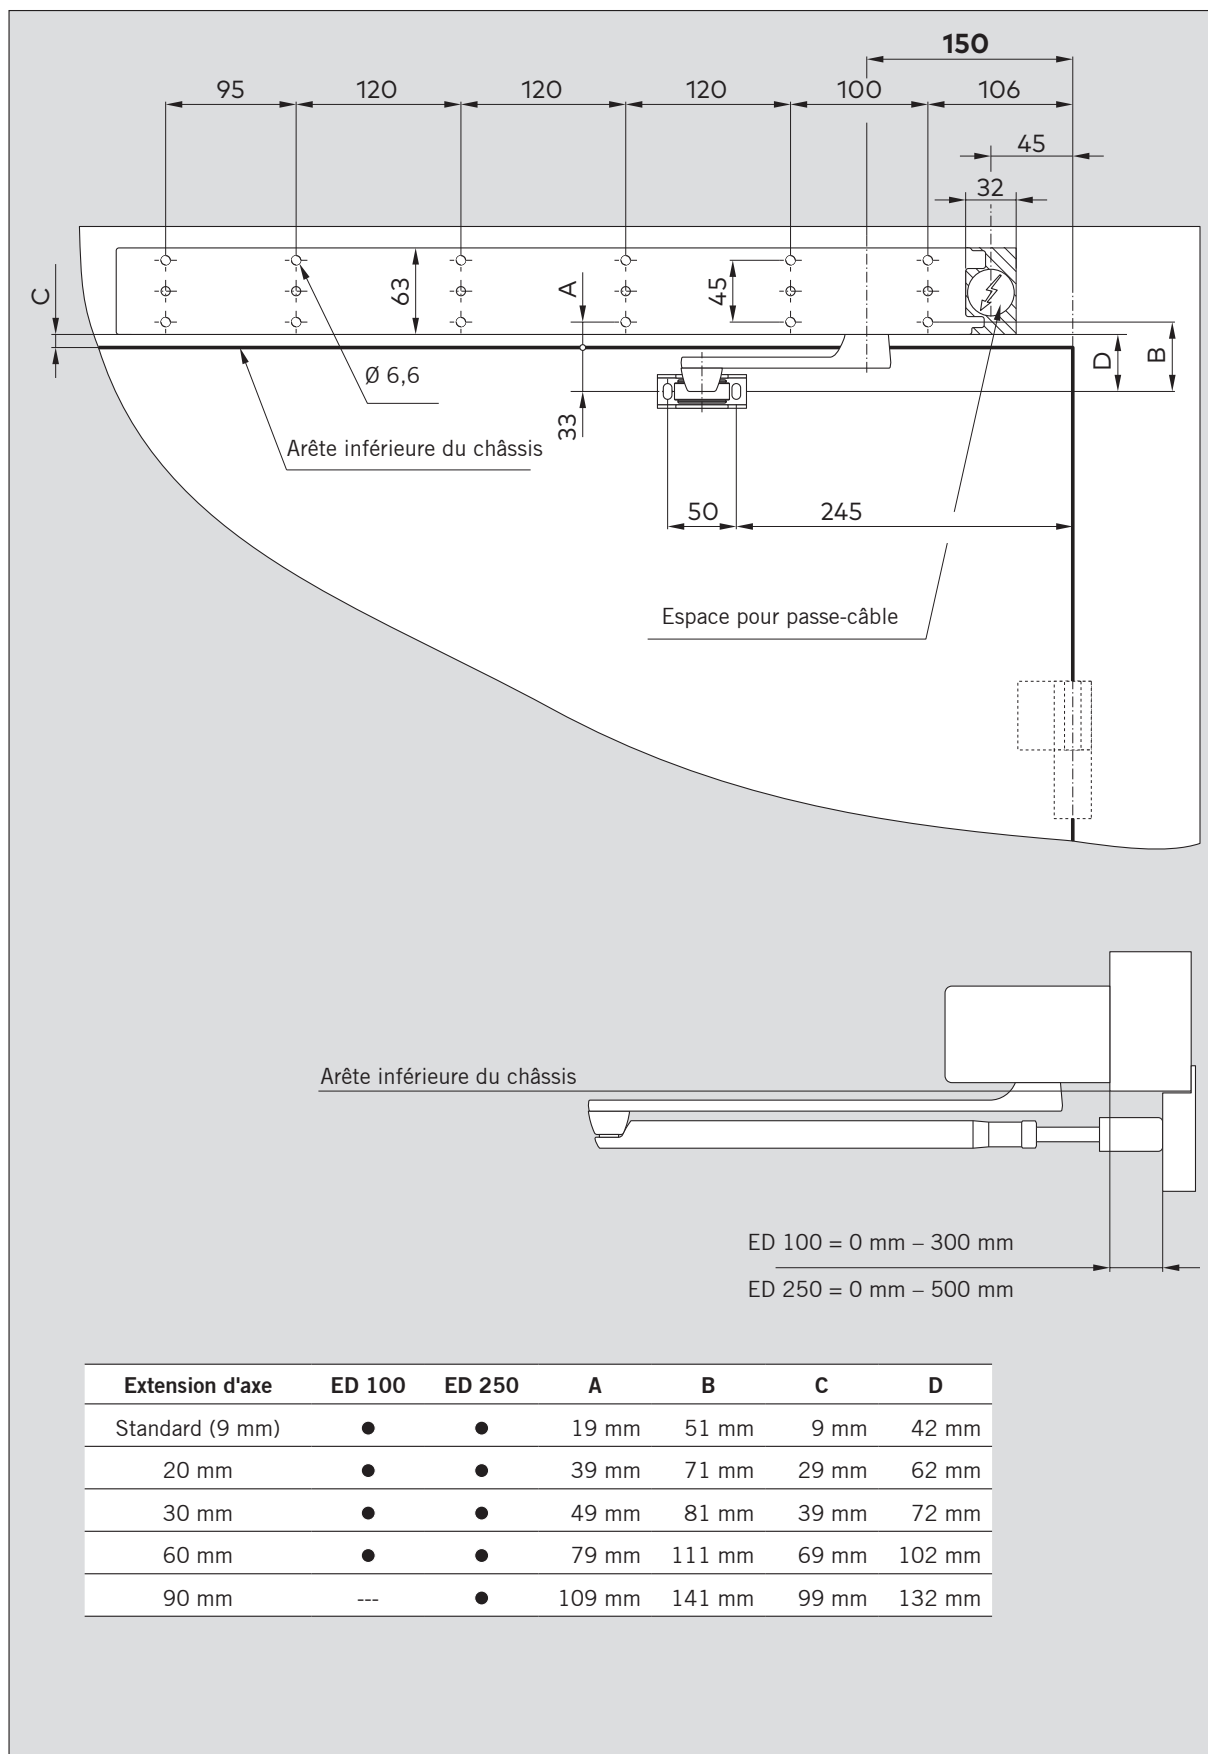 150
95 120 120 120 100 106
45
32
C
63
A
45
D
B
Ø 6,6
33
Arête inférieure du châssis
50 245
Espace pour passe-câble
Arête inférieure du châssis
ED 100 = 0 mm – 300 mm
ED 250 = 0 mm – 500 mm
Extension d'axe ED 100 ED 250 A B C D
Standard (9 mm) ● ● 19 mm 51 mm 9 mm 42 mm
20 mm ● ● 39 mm 71 mm 29 mm 62 mm
30 mm ● ● 49 mm 81 mm 39 mm 72 mm
60 mm ● ● 79 mm 111 mm 69 mm 102 mm
90 mm --- ● 109 mm 141 mm 99 mm 132 mm